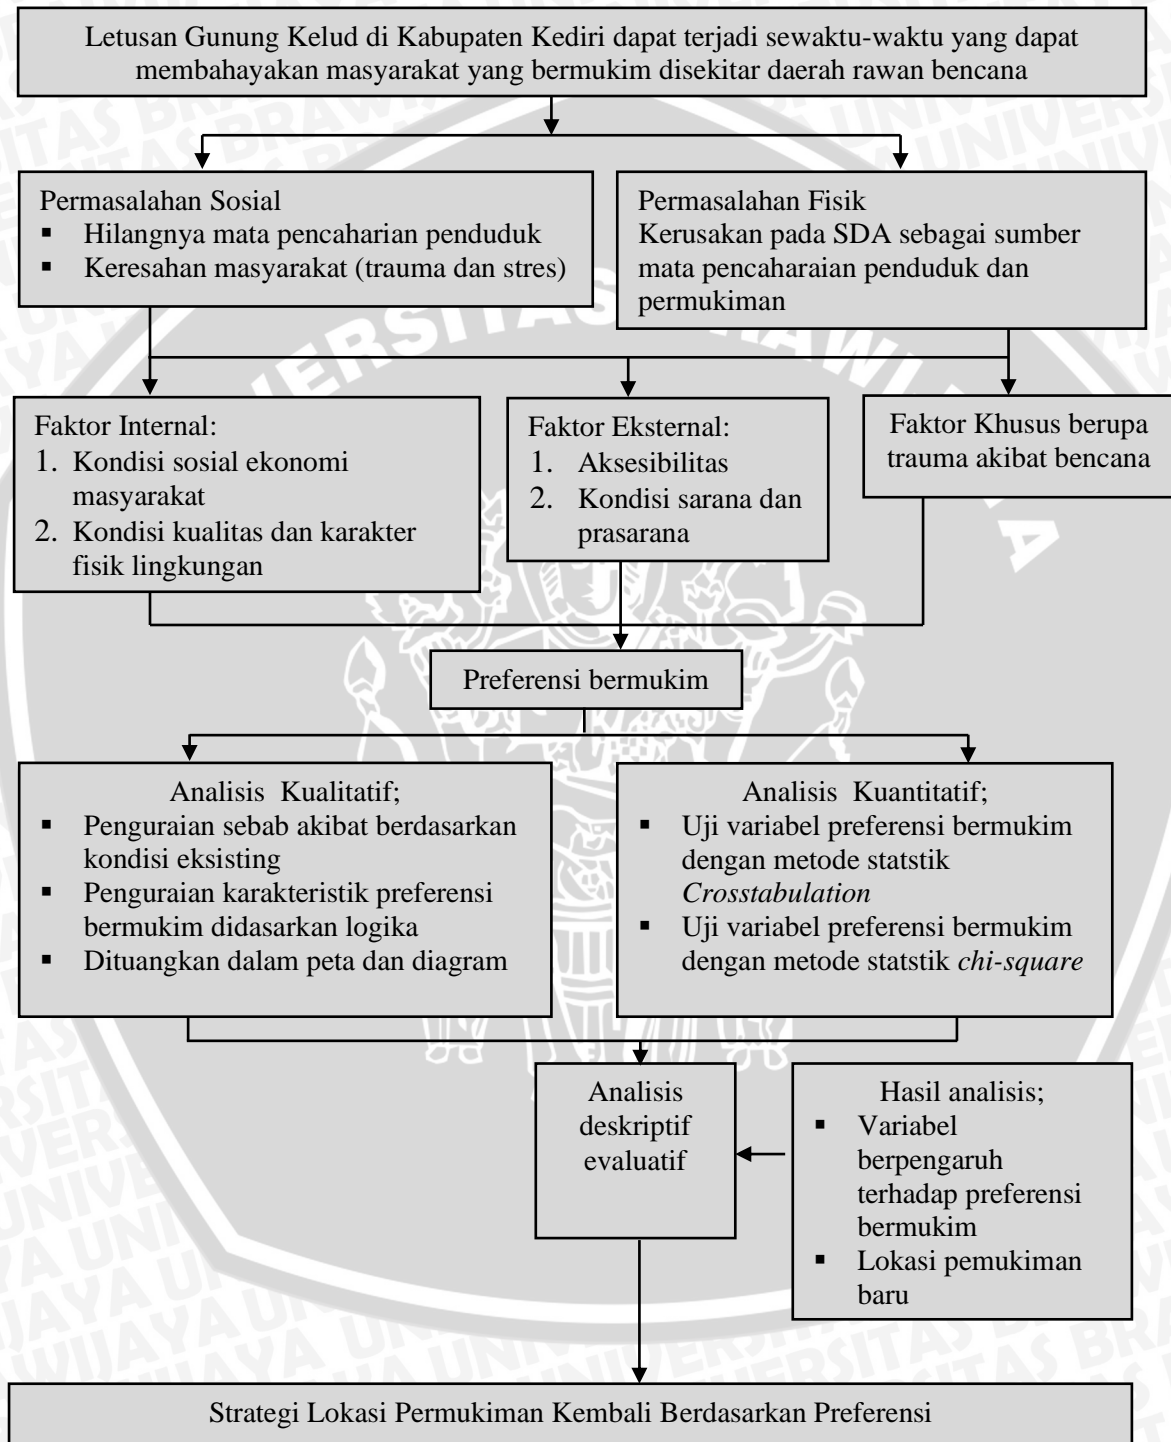 Letusan Gunung Kelud di Kabupaten Kediri dapat terjadi sewaktu-waktu yang dapat
membahayakan masyarakat yang bermukim disekitar daerah rawan bencana
Permasalahan Sosial
▪ Hilangnya mata pencaharian penduduk
▪ Keresahan masyarakat (trauma dan stres)
Permasalahan Fisik
Kerusakan pada SDA sebagai sumber
mata pencaharaian penduduk dan
permukiman
Faktor Internal:
1. Kondisi sosial ekonomi
masyarakat
2. Kondisi kualitas dan karakter
fisik lingkungan
Faktor Eksternal:
1. Aksesibilitas
2. Kondisi sarana dan
prasarana
Faktor Khusus berupa
trauma akibat bencana
Preferensi bermukim
Analisis Kualitatif;
▪ Penguraian sebab akibat berdasarkan
kondisi eksisting
▪ Penguraian karakteristik preferensi
bermukim didasarkan logika
▪ Dituangkan dalam peta dan diagram
Analisis Kuantitatif;
▪ Uji variabel preferensi bermukim
dengan metode statstik
Crosstabulation
▪ Uji variabel preferensi bermukim
dengan metode statstik chi-square
Analisis
deskriptif
evaluatif
Hasil analisis;
▪ Variabel
berpengaruh
terhadap preferensi
bermukim
▪ Lokasi pemukiman
baru
Strategi Lokasi Permukiman Kembali Berdasarkan Preferensi